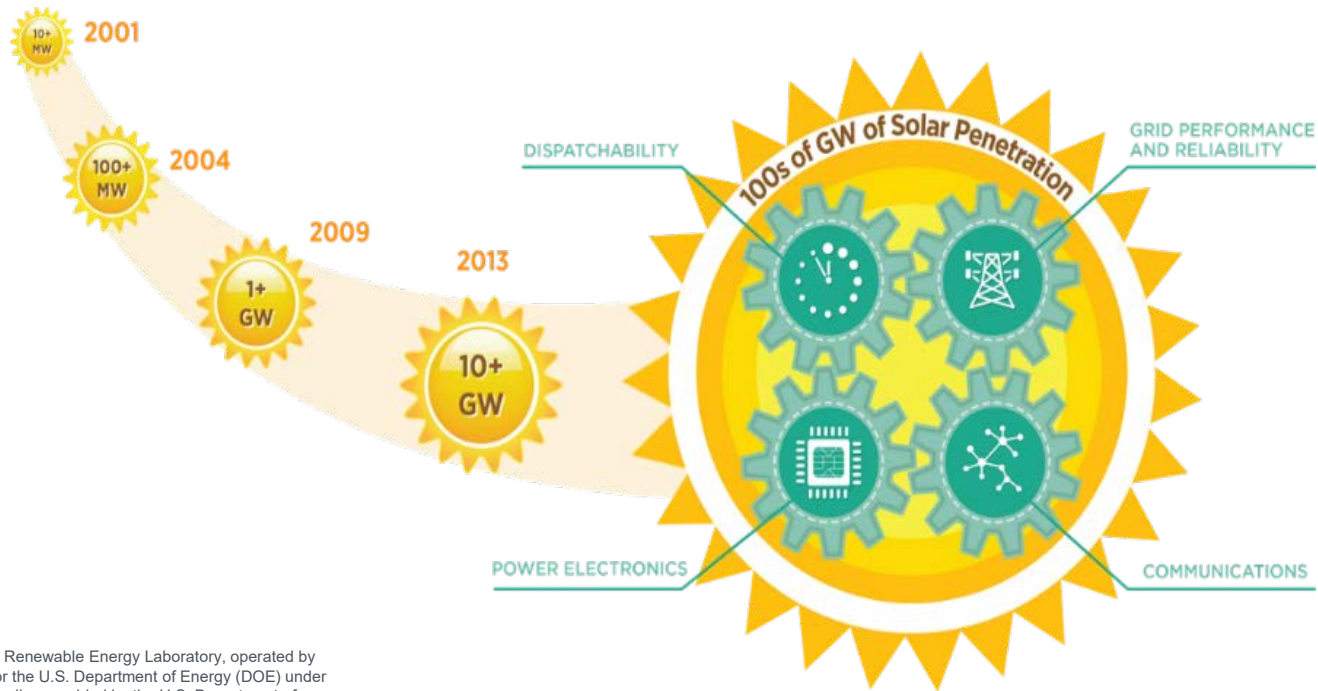 10+
MW
2001
100+
MW
2004
1+
GW
2009
10+
GW
2013
100s of GW of Solar Penetration
DISPATCHABILITY
GRID PERFORMANCE
AND RELIABILITY
POWER ELECTRONICS
COMMUNICATIONS
Renewable Energy Laboratory, operated by
the U.S. Department of Energy (DOE) under